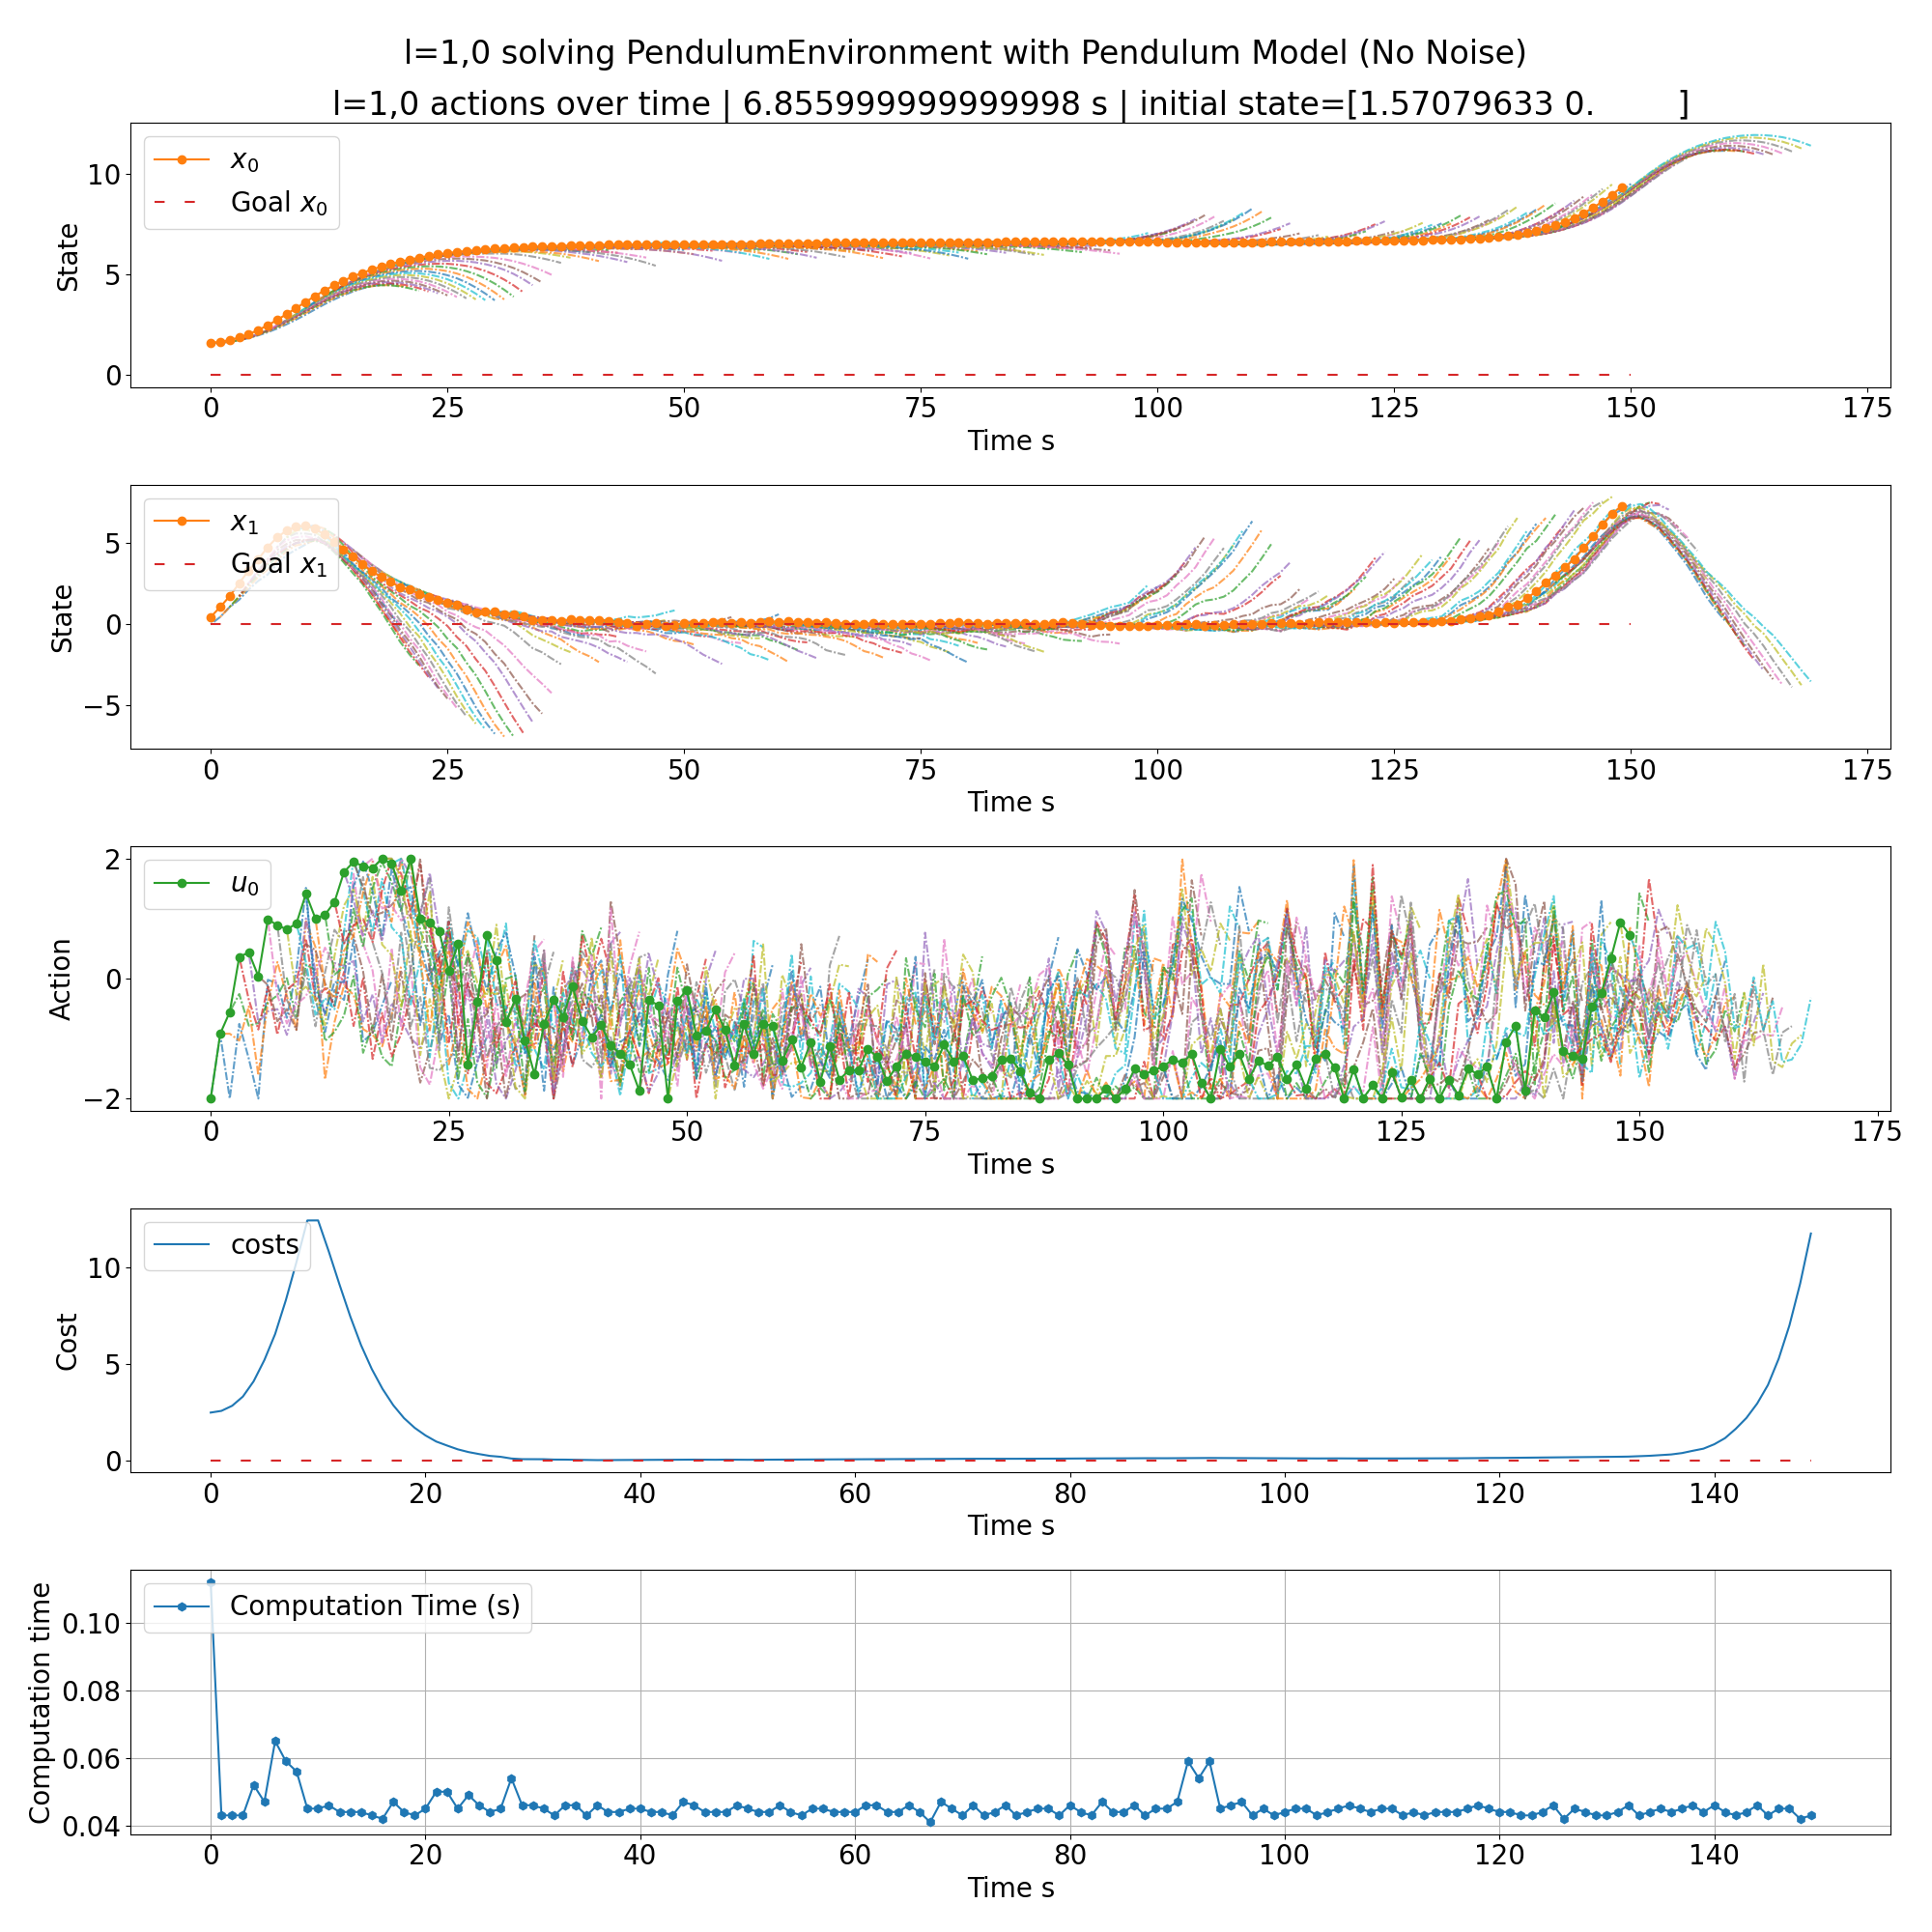 l=1,0 solving PendulumEnvironment with Pendulum Model (No Noise)
l=1,0 actions over time | 6.855999999999998 s | initial state=[1.57079633 0.         ]
x₀
Goal x₀
State
10
5
0
0 25 50 75 100 125 150 175
Time s
x₁
Goal x₁
State
5
0
−5
0 25 50 75 100 125 150 175
Time s
u₀
Action
2
0
−2
0 25 50 75 100 125 150 175
Time s
costs
Cost
10
5
0
0 20 40 60 80 100 120 140
Time s
Computation Time (s)
Computation time
0.10
0.08
0.06
0.04
0 20 40 60 80 100 120 140
Time s